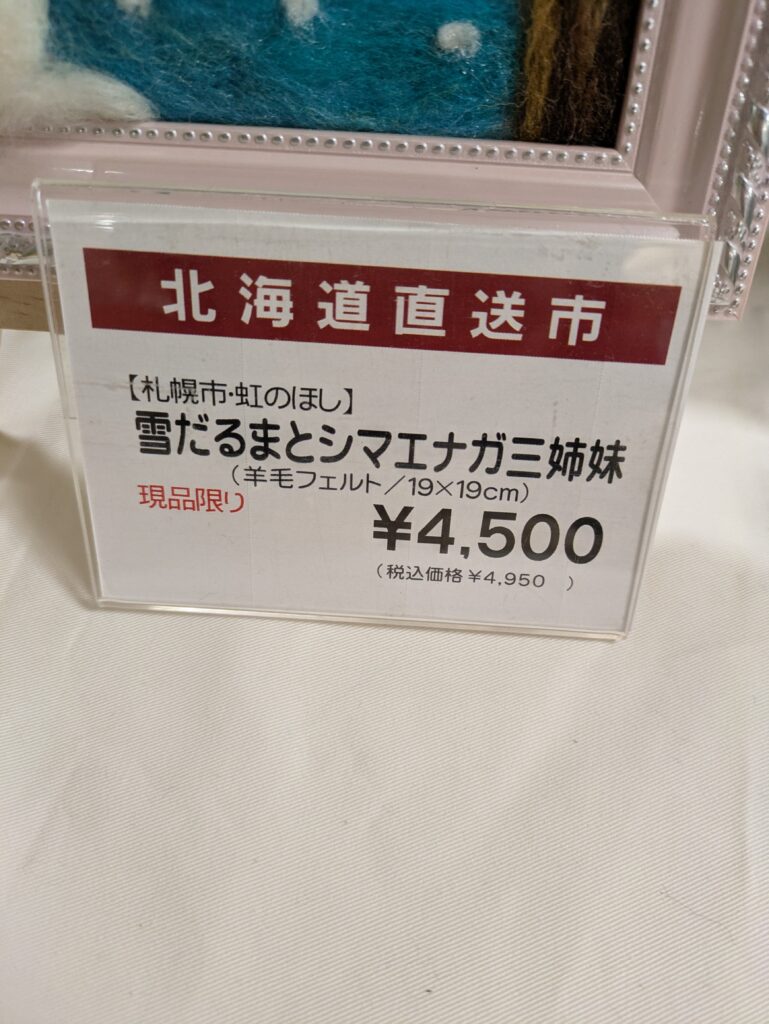 北海道直送市
【札幌市・虹のほし】
雪だるまとシマエナガ三姉妹
（羊毛フェルト／19×19cm）
現品限り
¥4,500
（税込価格 ¥4,950　）